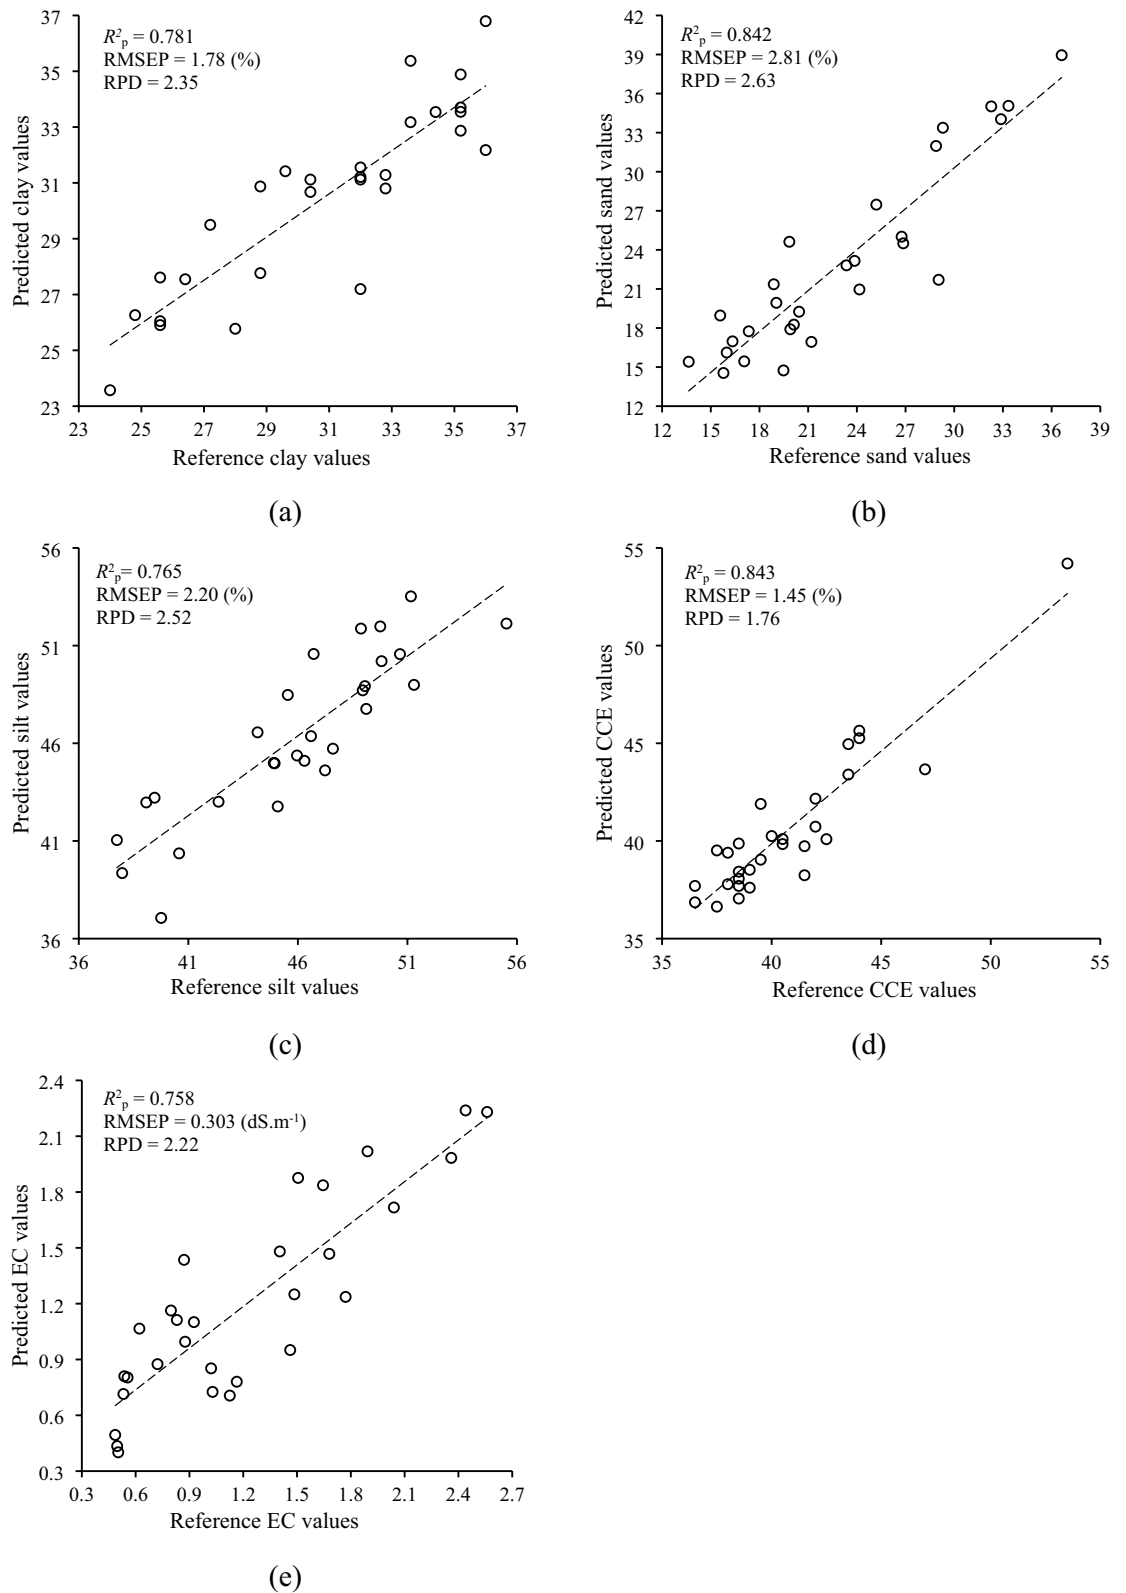 R²ₚ = 0.781
RMSEP = 1.78 (%)
RPD = 2.35
Predicted clay values
37
35
33
31
29
27
25
23
23 25 27 29 31 33 35 37
Reference clay values
(a)
R²ₚ = 0.842
RMSEP = 2.81 (%)
RPD = 2.63
Predicted sand values
42
39
36
33
30
27
24
21
18
15
12
12 15 18 21 24 27 30 33 36 39
Reference sand values
(b)
R²ₚ= 0.765
RMSEP = 2.20 (%)
RPD = 2.52
Predicted silt values
56
51
46
41
36
36 41 46 51 56
Reference silt values
(c)
R²ₚ = 0.843
RMSEP = 1.45 (%)
RPD = 1.76
Predicted CCE values
55
50
45
40
35
35 40 45 50 55
Reference CCE values
(d)
R²ₚ = 0.758
RMSEP = 0.303 (dS.m⁻¹)
RPD = 2.22
Predicted EC values
2.4
2.1
1.8
1.5
1.2
0.9
0.6
0.3
0.3 0.6 0.9 1.2 1.5 1.8 2.1 2.4 2.7
Reference EC values
(e)